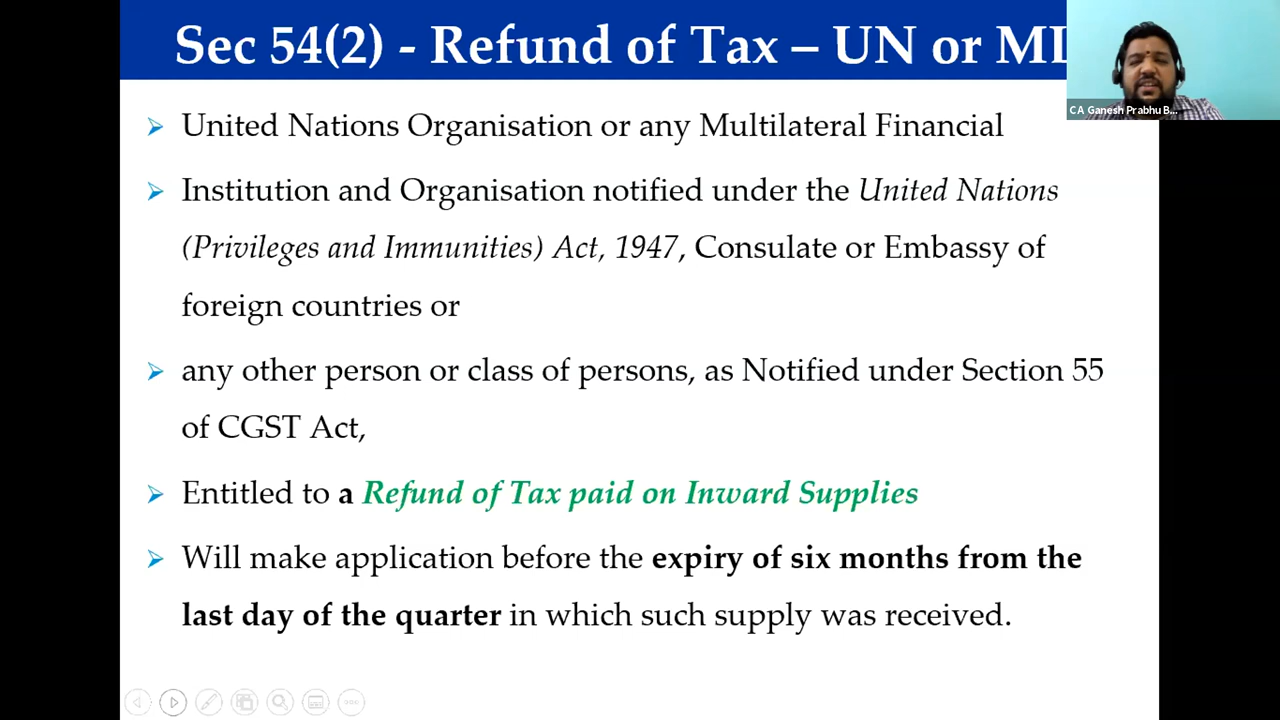 Sec 54(2) - Refund of Tax – UN or
CA Ganesh Prabhu B...
United Nations Organisation or any Multilateral Financial
Institution and Organisation notified under the United Nations
(Privileges and Immunities) Act, 1947, Consulate or Embassy of
foreign countries or
any other person or class of persons, as Notified under Section 55
of CGST Act,
Entitled to a Refund of Tax paid on Inward Supplies
Will make application before the expiry of six months from the
last day of the quarter in which such supply was received.